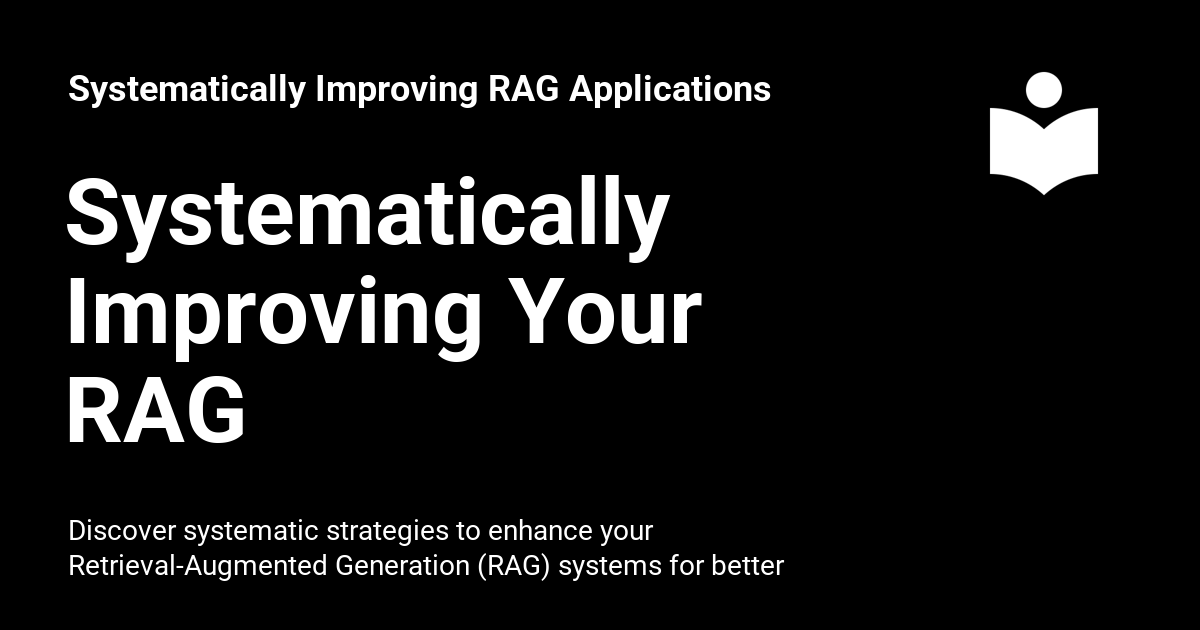 Systematically Improving RAG Applications
Systematically
Improving Your
RAG
Discover systematic strategies to enhance your
Retrieval-Augmented Generation (RAG) systems for better